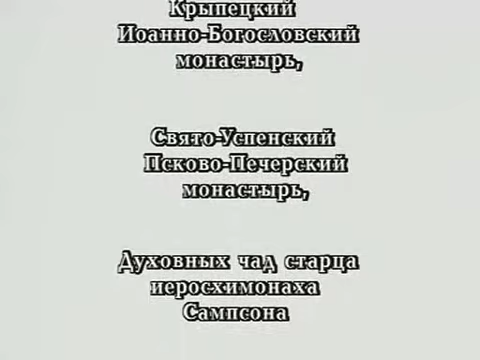 Крыпецкий
Иоанно-Богословский
монастырь,
Свято-Успенский
Псково-Печерский
монастырь,
Духовных чад старца
иеросхимонаха
Сампсона